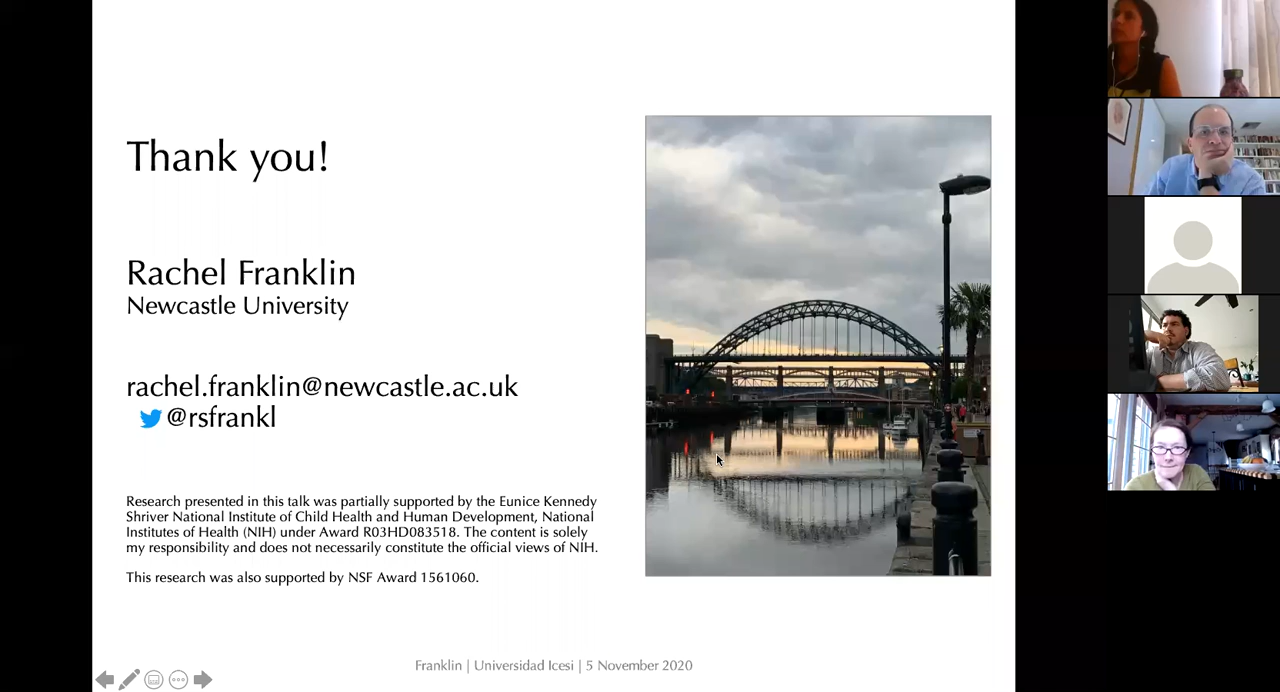 Thank you!
Rachel Franklin
Newcastle University
rachel.franklin@newcastle.ac.uk
@rsfrankl
Research presented in this talk was partially supported by the Eunice Kennedy
Shriver National Institute of Child Health and Human Development, National
Institutes of Health (NIH) under Award R03HD083518. The content is solely
my responsibility and does not necessarily constitute the official views of NIH.
This research was also supported by NSF Award 1561060.
Franklin | Universidad Icesi | 5 November 2020